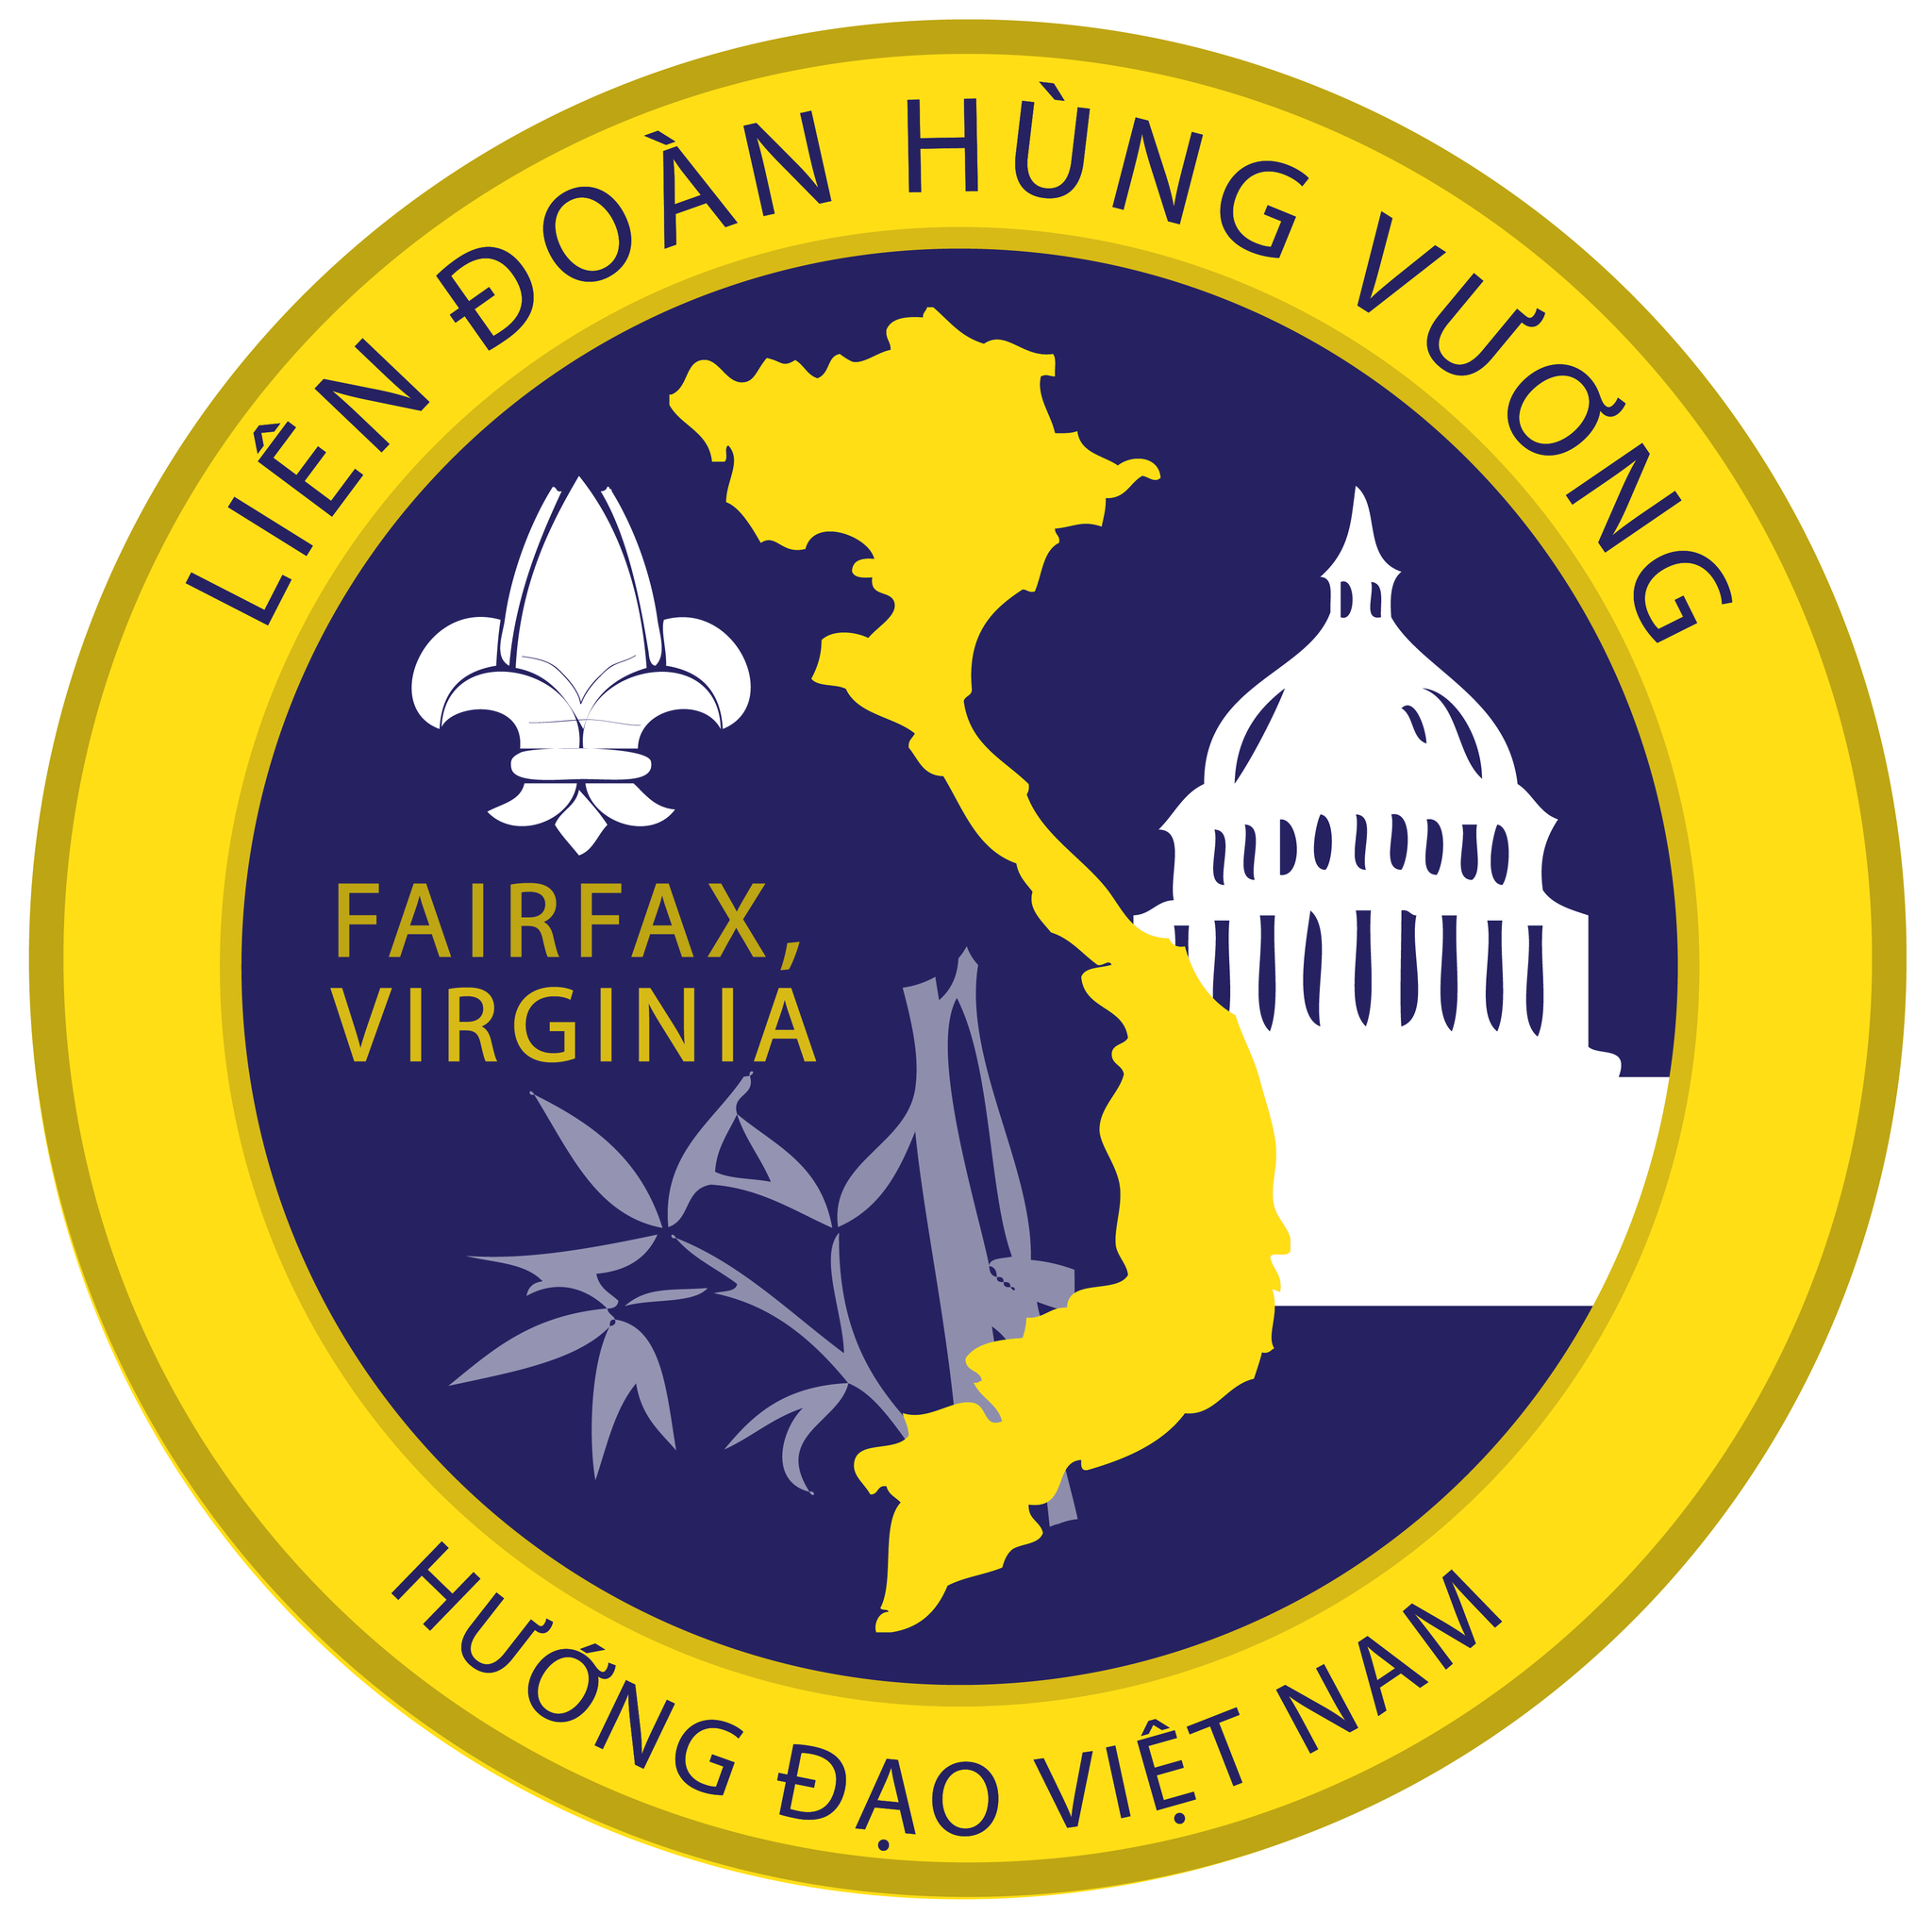 LIÊN ĐOÀN HÙNG VƯƠNG
FAIRFAX,
VIRGINIA
HƯỚNG ĐẠO VIỆT NAM